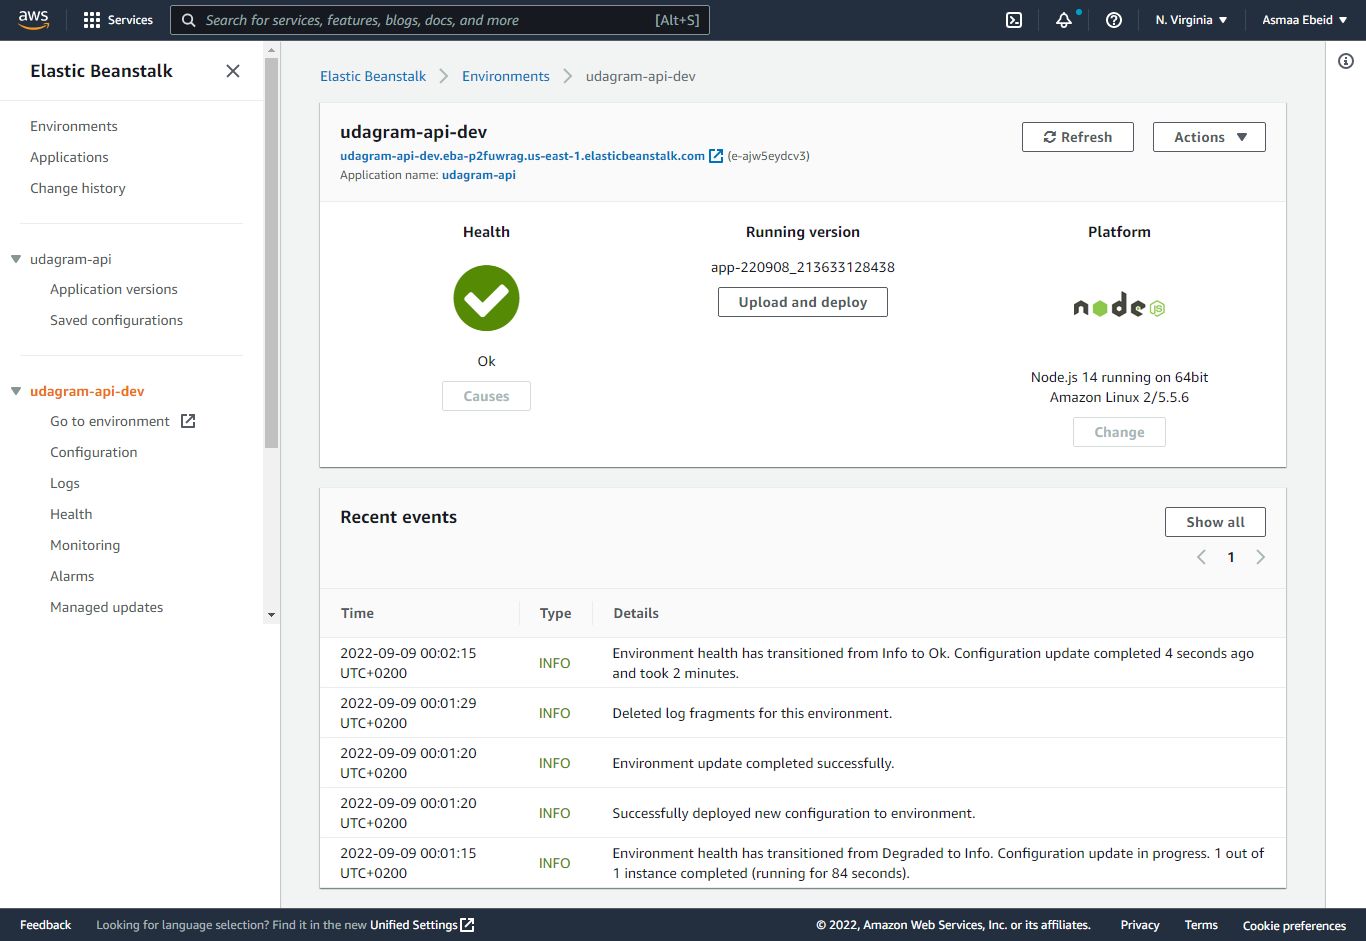 aws
Services
Search for services, features, blogs, docs, and more
[Alt+S]
N. Virginia
Asmaa Ebeid
Elastic Beanstalk
Environments
Applications
Change history
udagram-api
Application versions
Saved configurations
udagram-api-dev
Go to environment
Configuration
Logs
Health
Monitoring
Alarms
Managed updates
Elastic Beanstalk
Environments
udagram-api-dev
udagram-api-dev
udagram-api-dev.eba-p2fuwrag.us-east-1.elasticbeanstalk.com (e-ajw5eydcv3)
Application name: udagram-api
Refresh
Actions
Health
Ok
Causes
Running version
app-220908_213633128438
Upload and deploy
Platform
node JS
Node.js 14 running on 64bit
Amazon Linux 2/5.5.6
Change
Recent events
Show all
1
Time Type Details
2022-09-09 00:02:15
UTC+0200
INFO
Environment health has transitioned from Info to Ok. Configuration update completed 4 seconds ago
and took 2 minutes.
2022-09-09 00:01:29
UTC+0200
INFO
Deleted log fragments for this environment.
2022-09-09 00:01:20
UTC+0200
INFO
Environment update completed successfully.
2022-09-09 00:01:20
UTC+0200
INFO
Successfully deployed new configuration to environment.
2022-09-09 00:01:15
UTC+0200
INFO
Environment health has transitioned from Degraded to Info. Configuration update in progress. 1 out of
1 instance completed (running for 84 seconds).
Feedback
Looking for language selection? Find it in the new Unified Settings
© 2022, Amazon Web Services, Inc. or its affiliates.
Privacy
Terms
Cookie preferences